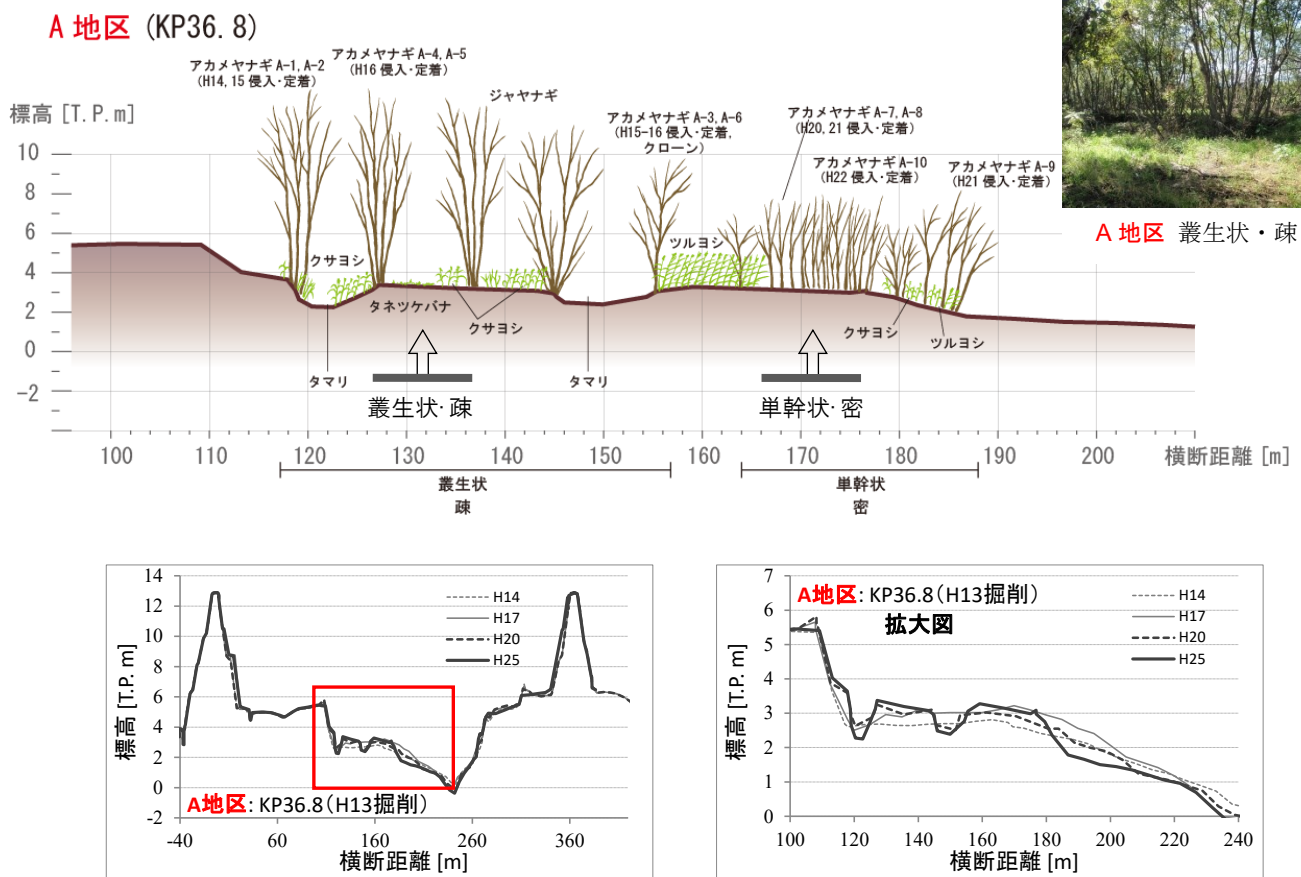 A 地区 (KP36.8)
アカメヤナギ A-1, A-2
(H14, 15 侵入・定着)
アカメヤナギ A-4, A-5
(H16 侵入・定着)
ジャヤナギ
アカメヤナギ A-3, A-6
(H15-16 侵入・定着,
クローン)
アカメヤナギ A-7, A-8
(H20, 21 侵入・定着)
アカメヤナギ A-10
(H22 侵入・定着)
アカメヤナギ A-9
(H21 侵入・定着)
A 地区 叢生状・疎
標高 [T.P.m]
10
8
6
4
2
0
-2
クサヨシ
ツルヨシ
タネツケバナ
クサヨシ
クサヨシ
ツルヨシ
タマリ
タマリ
叢生状・疎
単幹状・密
100 110 120 130 140 150 160 170 180 190 200 横断距離 [m]
叢生状
疎
単幹状
密
標高 [T.P. m]
14
12
10
8
6
4
2
0
-2
H14
H17
H20
H25
A地区: KP36.8(H13掘削)
-40 60 160 260 360
横断距離 [m]
標高 [T.P. m]
7
6
5
4
3
2
1
0
A地区: KP36.8(H13掘削)
拡大図
H14
H17
H20
H25
100 120 140 160 180 200 220 240
横断距離 [m]